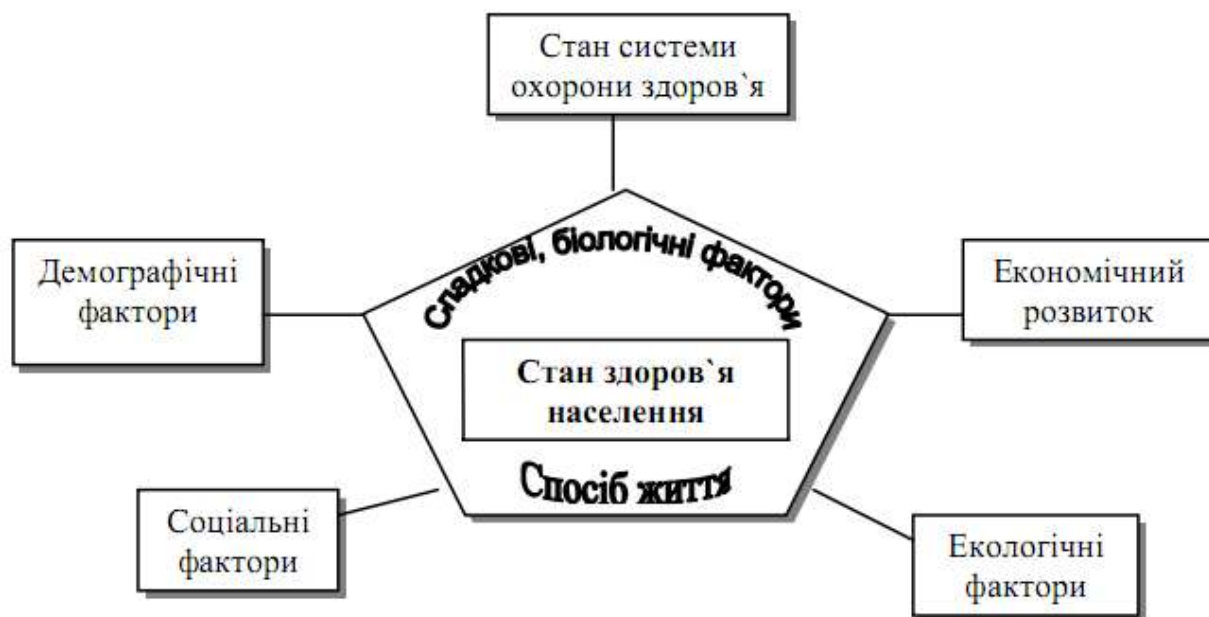 Стан системи
охорони здоров`я
Спадкові, біологічні фактори
Демографічні
фактори
Економічний
розвиток
Стан здоров`я
населення
Спосіб життя
Соціальні
фактори
Екологічні
фактори